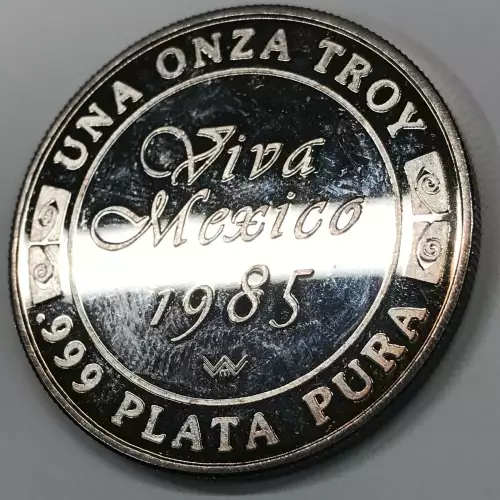 UNA ONZA TROY
Viva
Mexico
1985
.999 PLATA PURA